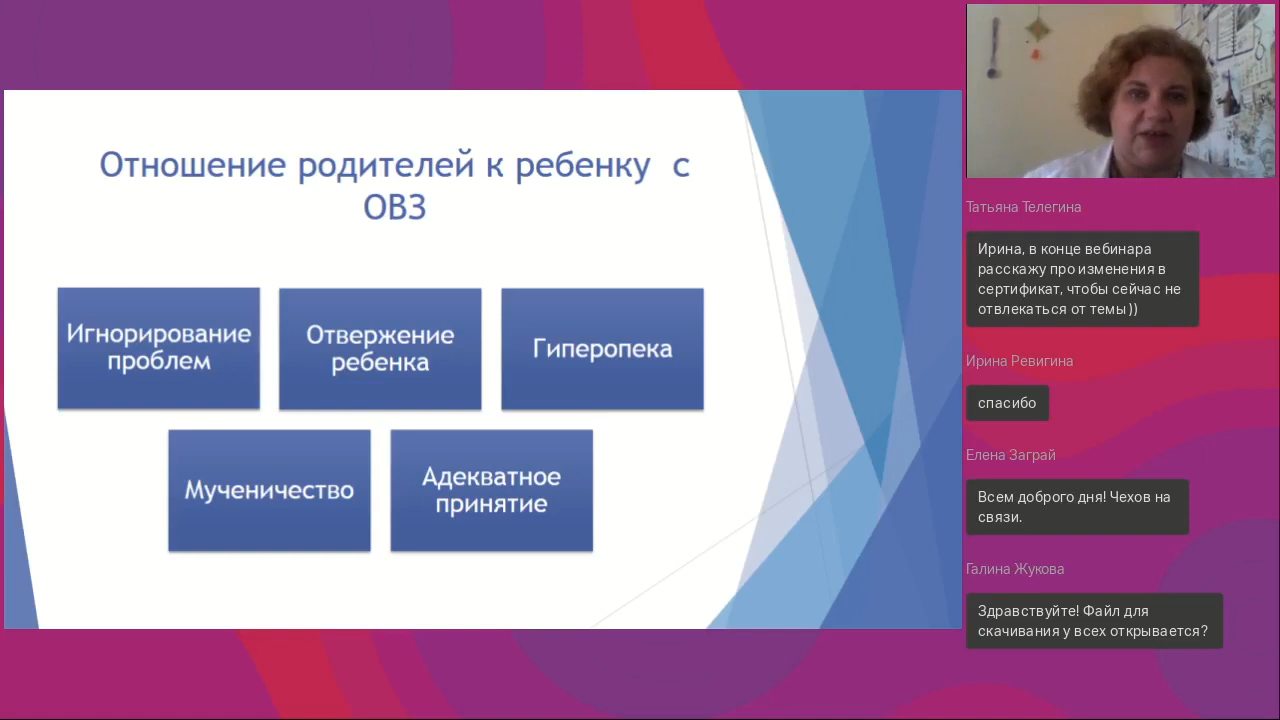 Отношение родителей к ребенку с
ОВЗ
Игнорирование
проблем
Отвержение
ребенка
Гиперопека
Мученичество
Адекватное
принятие
Татьяна Телегина
Ирина, в конце вебинара
расскажу про изменения в
сертификат, чтобы сейчас не
отвлекаться от темы))
Ирина Ревигина
спасибо
Елена Заграй
Всем доброго дня! Чехов на
связи.
Галина Жукова
Здравствуйте! Файл для
скачивания у всех открывается?